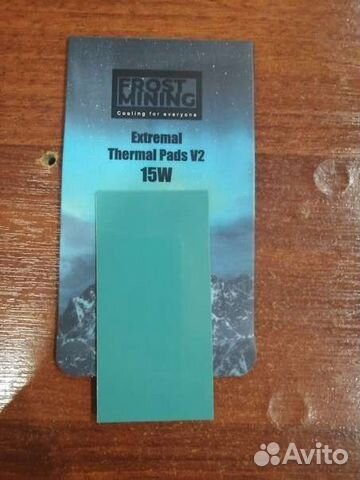 FROST
MINING
Cooling for everyone
Extremal
Thermal Pads V2
15W
Avito